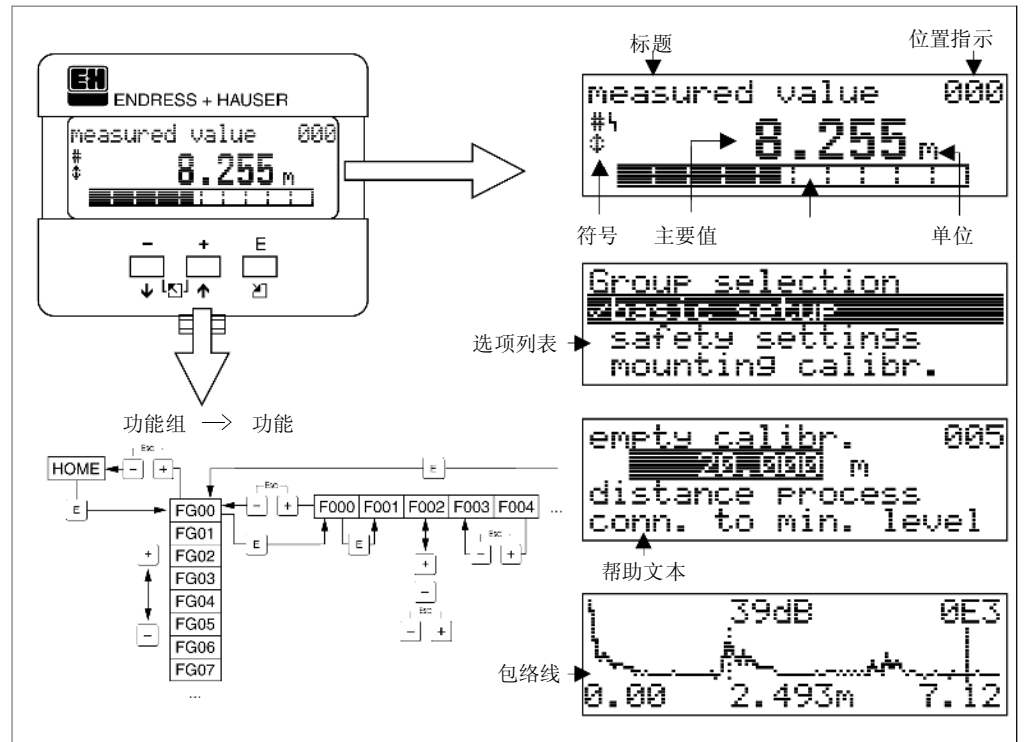 EH
ENDRESS + HAUSER
measured value 000
#
8.255 m
- + E
标题
位置指示
measured value 000
#
8.255 m
符号
主要值
单位
Group selection
basic setup
safety settings
mounting calibr.
选项列表
empty calibr. 005
20.000 m
distance process
conn. to min. level
帮助文本
39dB 0E3
包络线
0.00 2.493m 7.12
功能组 → 功能
HOME
Esc
- +
E
E
FG00
FG01
FG02
FG03
FG04
FG05
FG06
FG07
...
+
-
Esc
- +
E
F000 F001 F002 F003 F004 ...
E
+
-
Esc
- +
Esc
- +